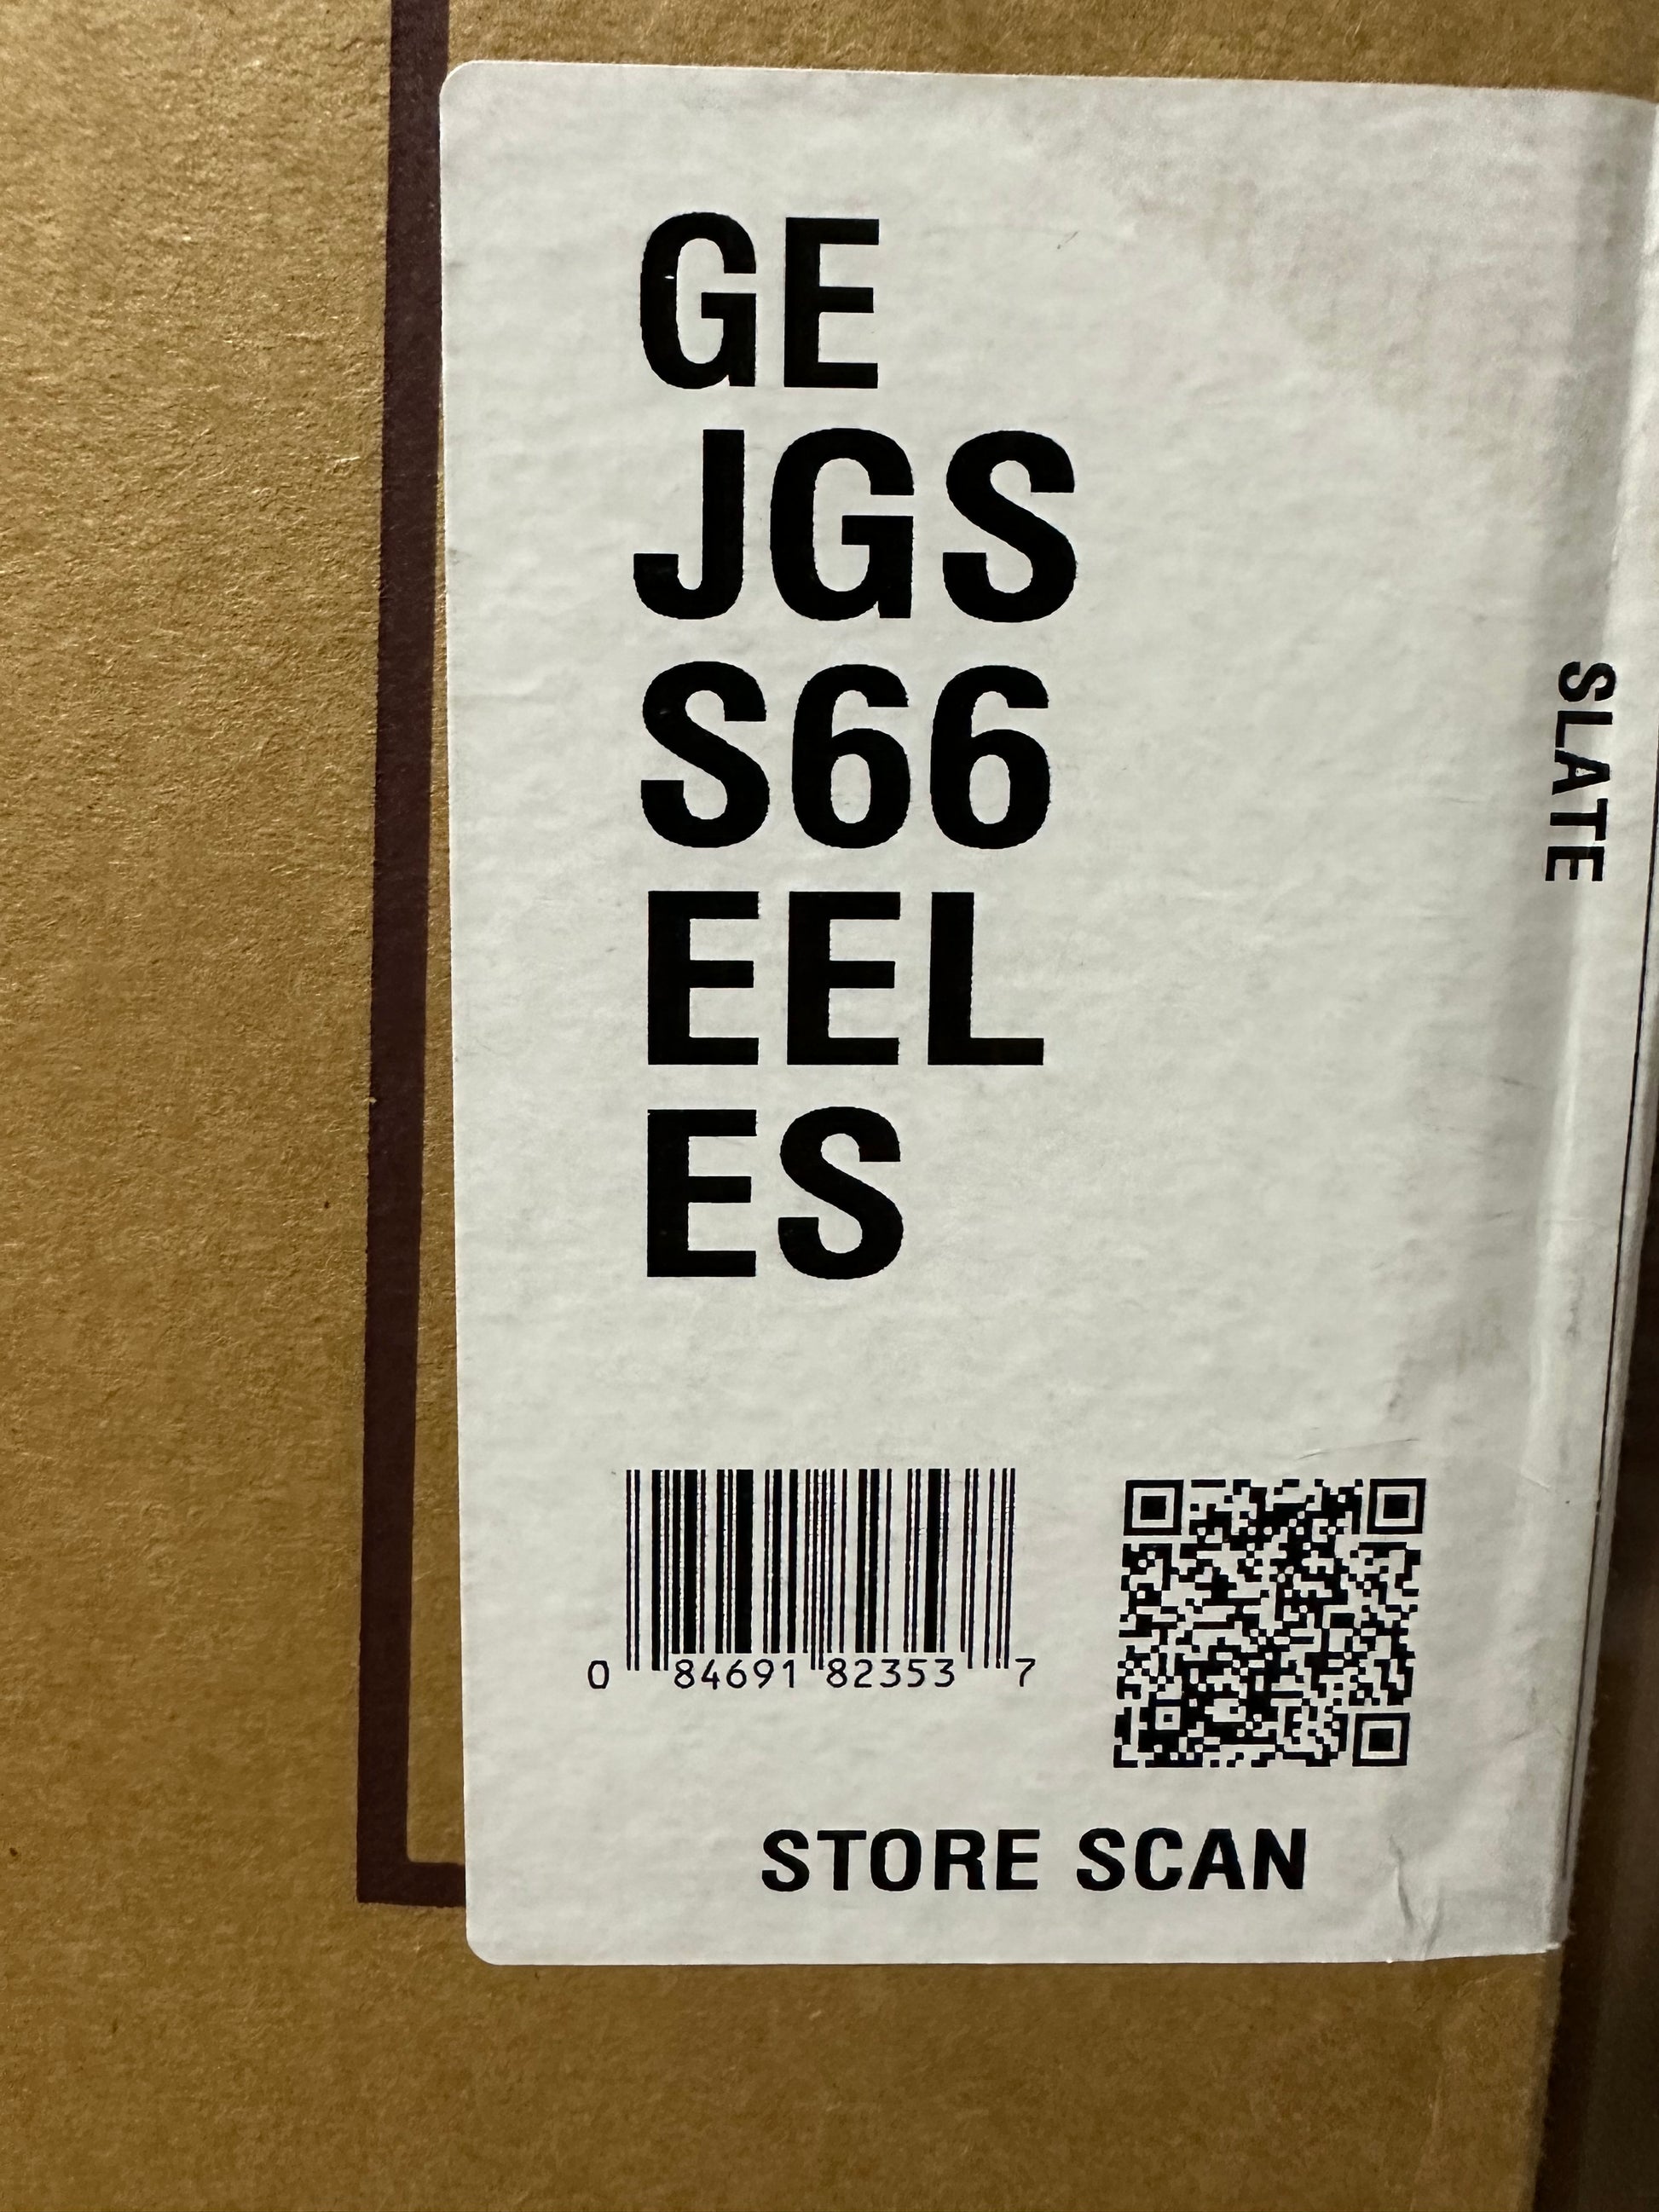 GE
JGS
S66
EEL
ES
SLATE
0 84691 82353 7
STORE SCAN